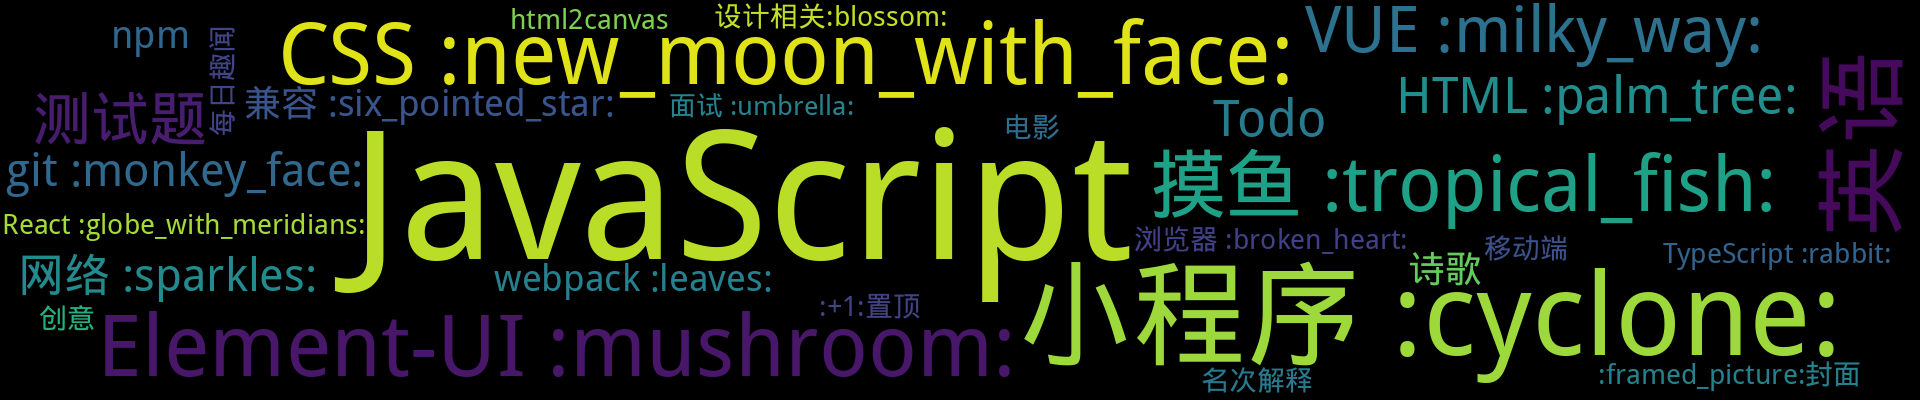 html2canvas
设计相关:blossom:
VUE :milky_way:
npm
每日趣闻
CSS :new_moon_with_face:
HTML :palm_tree:
英语
测试题
兼容 :six_pointed_star:
面试 :umbrella:
电影
Todo
git :monkey_face:
JavaScript
摸鱼 :tropical_fish:
React :globe_with_meridians:
浏览器 :broken_heart:
移动端
TypeScript :rabbit:
网络 :sparkles:
webpack :leaves:
诗歌
创意
Element-UI :mushroom:
:+1:置顶
小程序 :cyclone:
名次解释
:framed_picture:封面